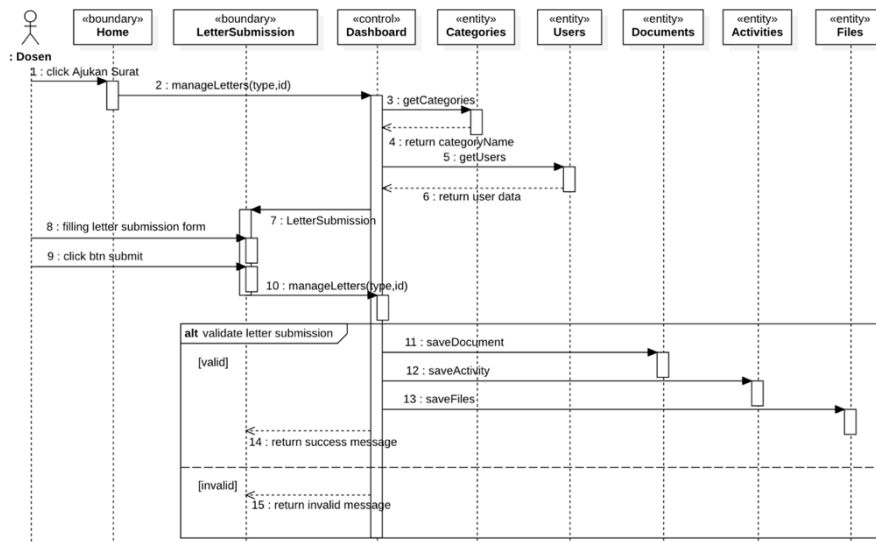 «boundary»
Home
«boundary»
LetterSubmission
«control»
Dashboard
«entity»
Categories
«entity»
Users
«entity»
Documents
«entity»
Activities
«entity»
Files
: Dosen
1 : click Ajukan Surat
2 : manageLetters(type,id)
3 : getCategories
4 : return categoryName
5 : getUsers
6 : return user data
7 : LetterSubmission
8 : filling letter submission form
9 : click btn submit
10 : manageLetters(type,id)
alt validate letter submission
[valid]
11 : saveDocument
12 : saveActivity
13 : saveFiles
14 : return success message
[invalid]
15 : return invalid message